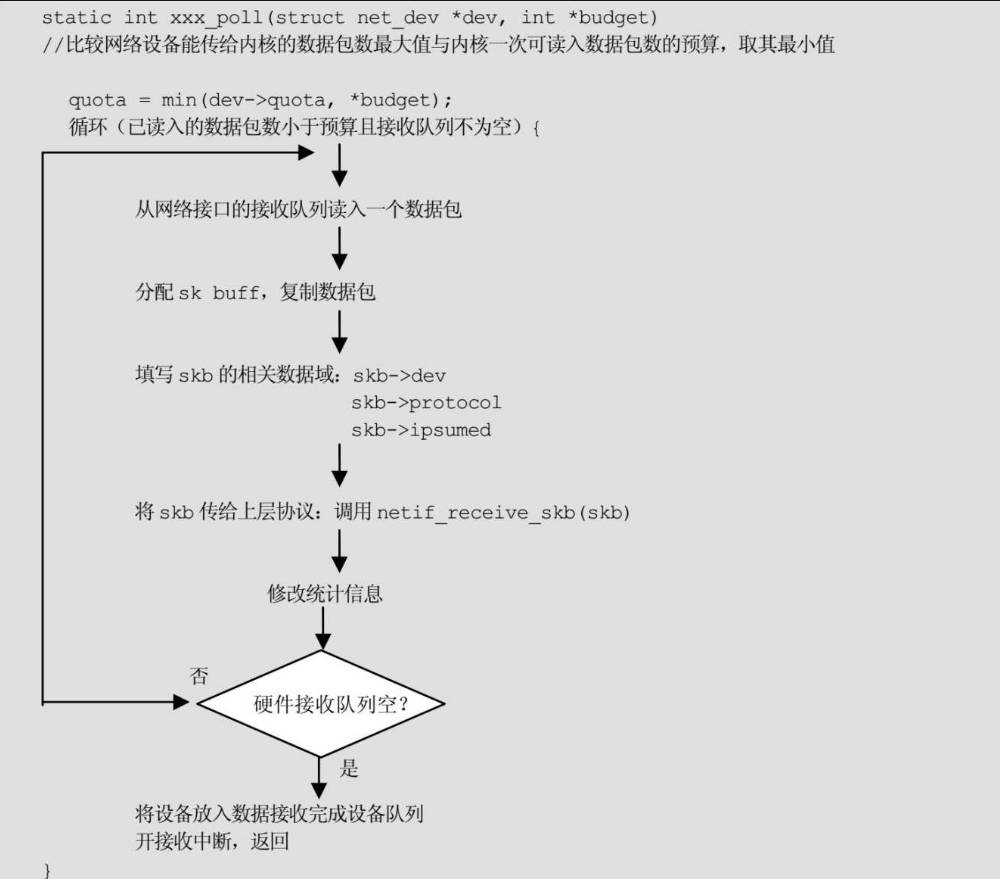 static int xxx_poll(struct net_dev *dev, int *budget)
//比较网络设备能传给内核的数据包数最大值与内核一次可读入数据包数的预算，取其最小值
quota = min(dev->quota, *budget);
循环（已读入的数据包数小于预算且接收队列不为空）{
从网络接口的接收队列读入一个数据包
分配 sk buff，复制数据包
填写 skb 的相关数据域：skb->dev
skb->protocol
skb->ipsumed
将 skb 传给上层协议：调用 netif_receive_skb(skb)
修改统计信息
否
硬件接收队列空？
是
将设备放入数据接收完成设备队列
开接收中断，返回
}